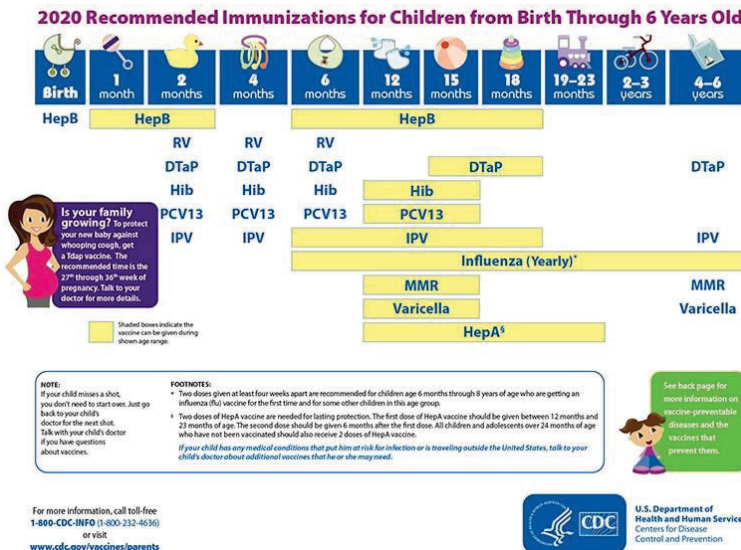 2020 Recommended Immunizations for Children from Birth Through 6 Years Old
Birth
1
month
2
months
4
months
6
months
12
months
15
months
18
months
19–23
months
2–3
years
4–6
years
HepB HepB HepB
RV RV RV
DTaP DTaP DTaP DTaP DTaP
Hib Hib Hib Hib
PCV13 PCV13 PCV13 PCV13
IPV IPV IPV IPV
Influenza (Yearly)*
MMR MMR
Varicella Varicella
HepA§
Is your family
growing? To protect
your new baby against
whooping cough, get
a Tdap vaccine. The
recommended time is the
27th through 36th week of
pregnancy. Talk to your
doctor for more details.
Shaded boxes indicate the
vaccine can be given during
shown age range.
NOTE:
If your child misses a shot,
you don't need to start over. Just go
back to your child's
doctor for the next shot.
Talk with your child's doctor
if you have questions
about vaccines.
FOOTNOTES:
* Two doses given at least four weeks apart are recommended for children age 6 months through 8 years of age who are getting an
influenza (flu) vaccine for the first time and for some other children in this age group.
§ Two doses of HepA vaccine are needed for lasting protection. The first dose of HepA vaccine should be given between 12 months and
23 months of age. The second dose should be given 6 months after the first dose. All children and adolescents over 24 months of age
who have not been vaccinated should also receive 2 doses of HepA vaccine.
If your child has any medical conditions that put him at risk for infection or is traveling outside the United States, talk to your
child's doctor about additional vaccines that he or she may need.
See back page for
more information on
vaccine-preventable
diseases and the
vaccines that
prevent them.
For more information, call toll-free
1-800-CDC-INFO (1-800-232-4636)
or visit
www.cdc.gov/vaccines/parents
CDC
U.S. Department of
Health and Human Service
Centers for Disease
Control and Prevention